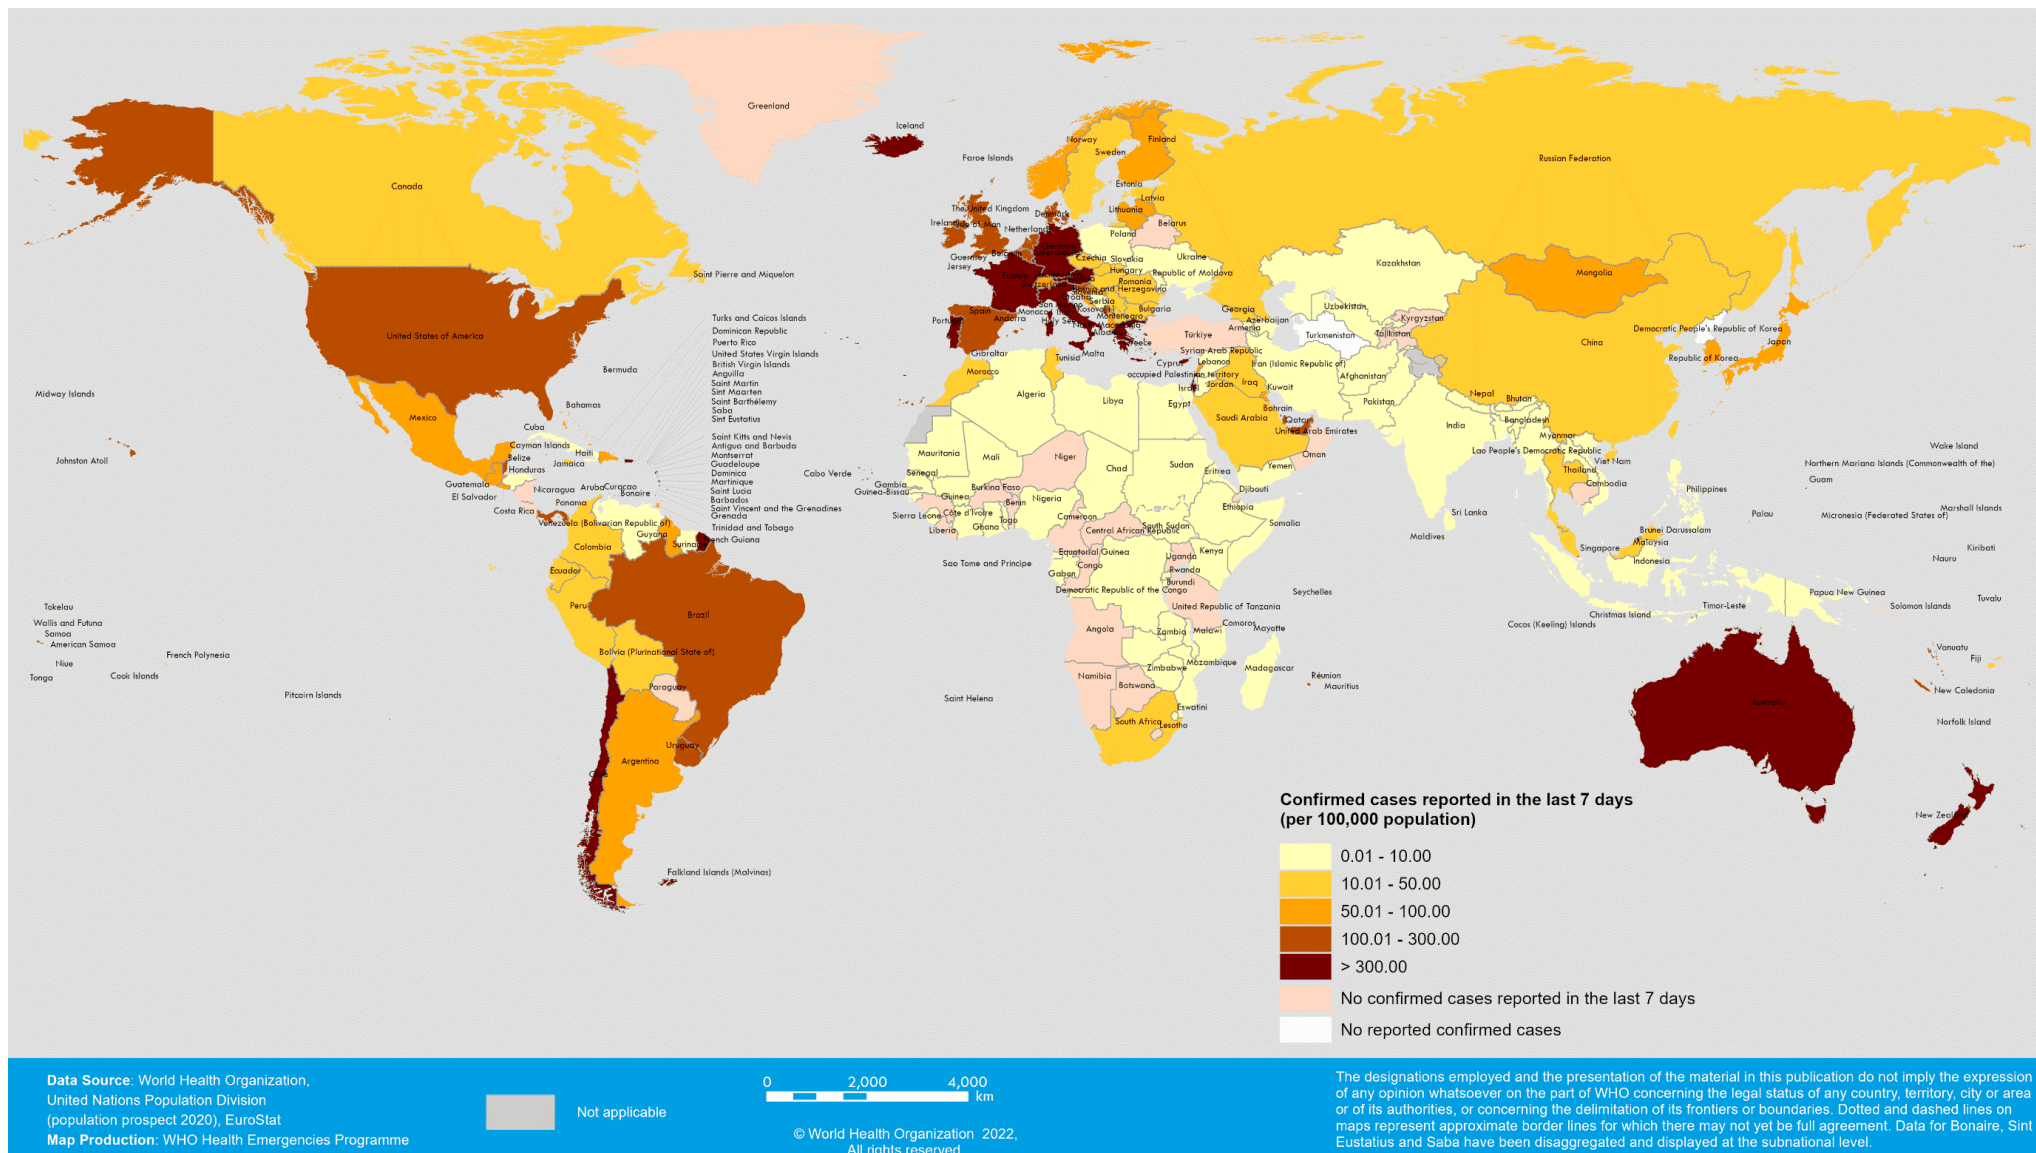 Greenland
Iceland
Faroe Islands
Norway
Finland
Sweden
Russian Federation
Estonia
Canada
Latvia
Lithuania
The United Kingdom
Denmark
Isle of Man
Belarus
Netherlands
Poland
Guernsey
Jersey
Czechia
Slovakia
Ukraine
Hungary
Republic of Moldova
Kazakhstan
Mongolia
Saint Pierre and Miquelon
France
Romania
Serbia
Spain
Andorra
Monaco
Kosovo
Bulgaria
Montenegro
Georgia
Uzbekistan
Azerbaijan
Armenia
Kyrgyzstan
Tajikistan
Turkmenistan
Democratic People's Republic of Korea
Japan
China
Republic of Korea
United States of America
Turks and Caicos Islands
Dominican Republic
Puerto Rico
United States Virgin Islands
British Virgin Islands
Anguilla
Saint Martin
Sint Maarten
Saint Barthélemy
Saba
Sint Eustatius
Türkiye
Gibraltar
Tunisia
Malta
Cyprus
Syrian Arab Republic
Lebanon
Iran (Islamic Republic of)
occupied Palestinian territory
Israel
Jordan
Iraq
Kuwait
Afghanistan
Pakistan
Nepal
Bhutan
Bangladesh
India
Myanmar
Lao People's Democratic Republic
Viet Nam
Thailand
Cambodia
Bermuda
Midway Islands
Mexico
Bahamas
Cuba
Cayman Islands
Haiti
Jamaica
Belize
Honduras
Guatemala
El Salvador
Nicaragua
Aruba
Curaçao
Bonaire
Costa Rica
Panama
Johnston Atoll
Saint Kitts and Nevis
Antigua and Barbuda
Montserrat
Guadeloupe
Dominica
Martinique
Saint Lucia
Barbados
Saint Vincent and the Grenadines
Grenada
Trinidad and Tobago
Morocco
Algeria
Libya
Egypt
Saudi Arabia
Bahrain
Qatar
United Arab Emirates
Oman
Yemen
Cabo Verde
Mauritania
Mali
Niger
Chad
Sudan
Eritrea
Senegal
Gambia
Guinea-Bissau
Guinea
Burkina Faso
Benin
Nigeria
Djibouti
Ethiopia
Somalia
Sierra Leone
Côte d'Ivoire
Liberia
Ghana
Togo
Cameroon
Central African Republic
South Sudan
Equatorial Guinea
Uganda
Kenya
Sao Tome and Principe
Gabon
Congo
Rwanda
Burundi
Democratic Republic of the Congo
United Republic of Tanzania
Seychelles
Comoros
Mayotte
Angola
Zambia
Malawi
Mozambique
Zimbabwe
Madagascar
Réunion
Mauritius
Namibia
Botswana
Saint Helena
Eswatini
South Africa
Lesotho
Venezuela (Bolivarian Republic of)
Guyana
Suriname
French Guiana
Colombia
Ecuador
Peru
Brazil
Bolivia (Plurinational State of)
Paraguay
Uruguay
Argentina
Chile
Falkland Islands (Malvinas)
Tokelau
Wallis and Futuna
Samoa
American Samoa
French Polynesia
Niue
Tonga
Cook Islands
Pitcairn Islands
Sri Lanka
Maldives
Philippines
Wake Island
Northern Mariana Islands (Commonwealth of the)
Guam
Palau
Micronesia (Federated States of)
Marshall Islands
Brunei Darussalam
Malaysia
Singapore
Indonesia
Kiribati
Nauru
Papua New Guinea
Solomon Islands
Tuvalu
Timor-Leste
Christmas Island
Cocos (Keeling) Islands
Vanuatu
Fiji
New Caledonia
Norfolk Island
Australia
New Zealand
Confirmed cases reported in the last 7 days
(per 100,000 population)
0.01 - 10.00
10.01 - 50.00
50.01 - 100.00
100.01 - 300.00
> 300.00
No confirmed cases reported in the last 7 days
No reported confirmed cases
Data Source: World Health Organization,
United Nations Population Division
(population prospect 2020), EuroStat
Map Production: WHO Health Emergencies Programme
Not applicable
0 2,000 4,000
km
© World Health Organization 2022,
All rights reserved
The designations employed and the presentation of the material in this publication do not imply the expression
of any opinion whatsoever on the part of WHO concerning the legal status of any country, territory, city or area
or of its authorities, or concerning the delimitation of its frontiers or boundaries. Dotted and dashed lines on
maps represent approximate border lines for which there may not yet be full agreement. Data for Bonaire, Sint
Eustatius and Saba have been disaggregated and displayed at the subnational level.